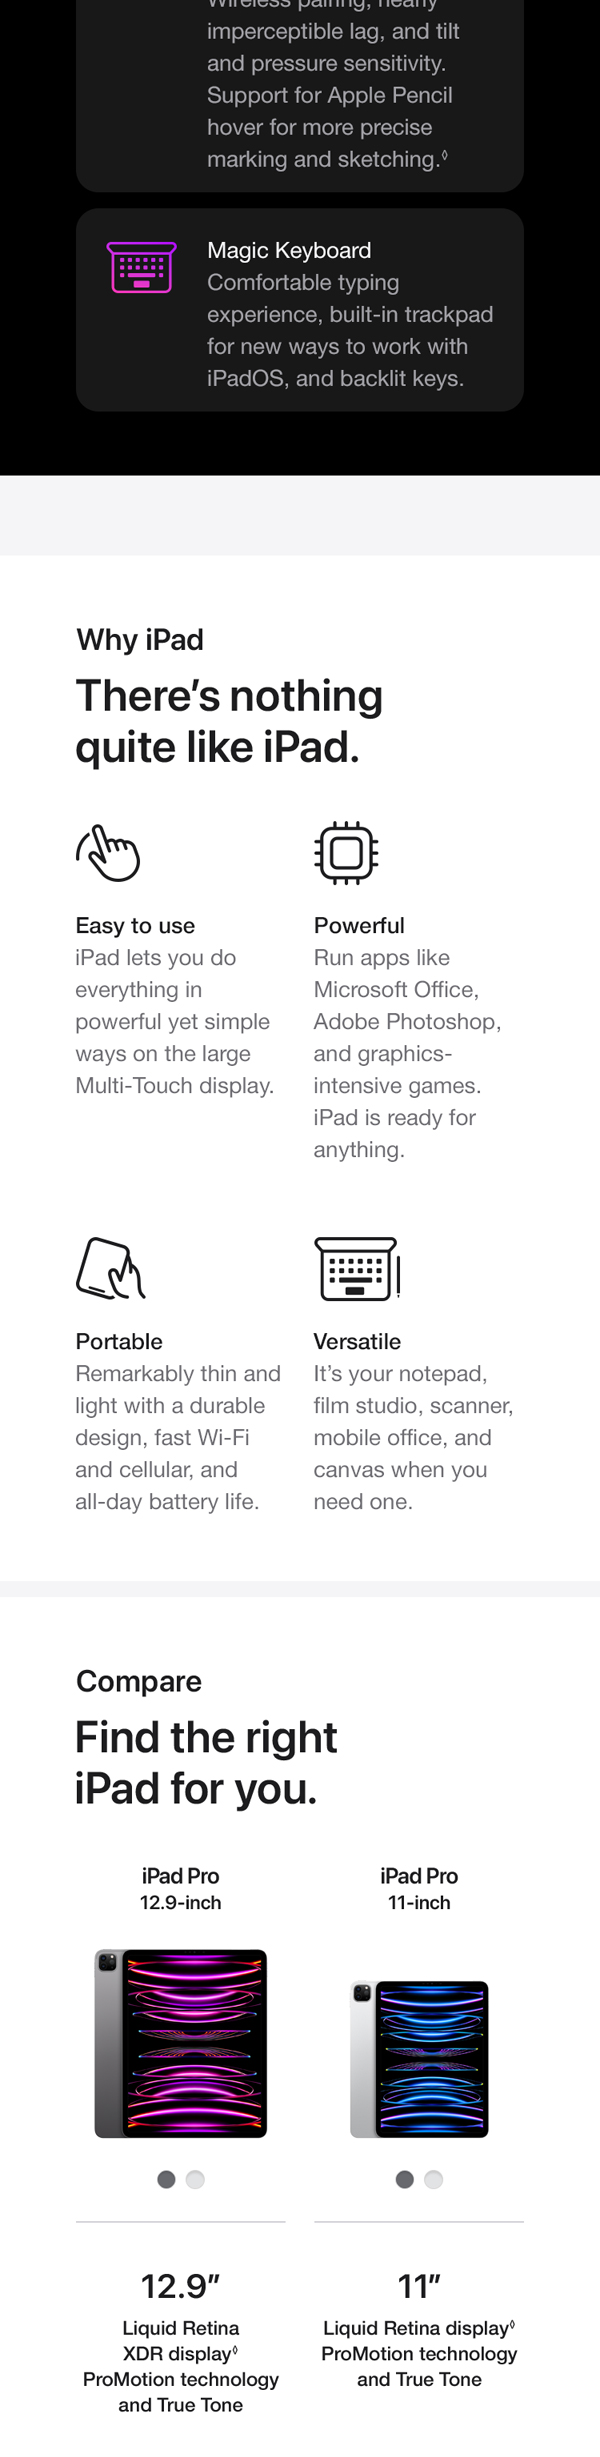 Wireless pairing, nearly
imperceptible lag, and tilt
and pressure sensitivity.
Support for Apple Pencil
hover for more precise
marking and sketching.◊
Magic Keyboard
Comfortable typing
experience, built-in trackpad
for new ways to work with
iPadOS, and backlit keys.
Why iPad
There’s nothing
quite like iPad.
Easy to use
iPad lets you do
everything in
powerful yet simple
ways on the large
Multi-Touch display.
Powerful
Run apps like
Microsoft Office,
Adobe Photoshop,
and graphics-
intensive games.
iPad is ready for
anything.
Portable
Remarkably thin and
light with a durable
design, fast Wi-Fi
and cellular, and
all-day battery life.
Versatile
It’s your notepad,
film studio, scanner,
mobile office, and
canvas when you
need one.
Compare
Find the right
iPad for you.
iPad Pro
12.9-inch
iPad Pro
11-inch
12.9”
Liquid Retina
XDR display◊
ProMotion technology
and True Tone
11”
Liquid Retina display◊
ProMotion technology
and True Tone